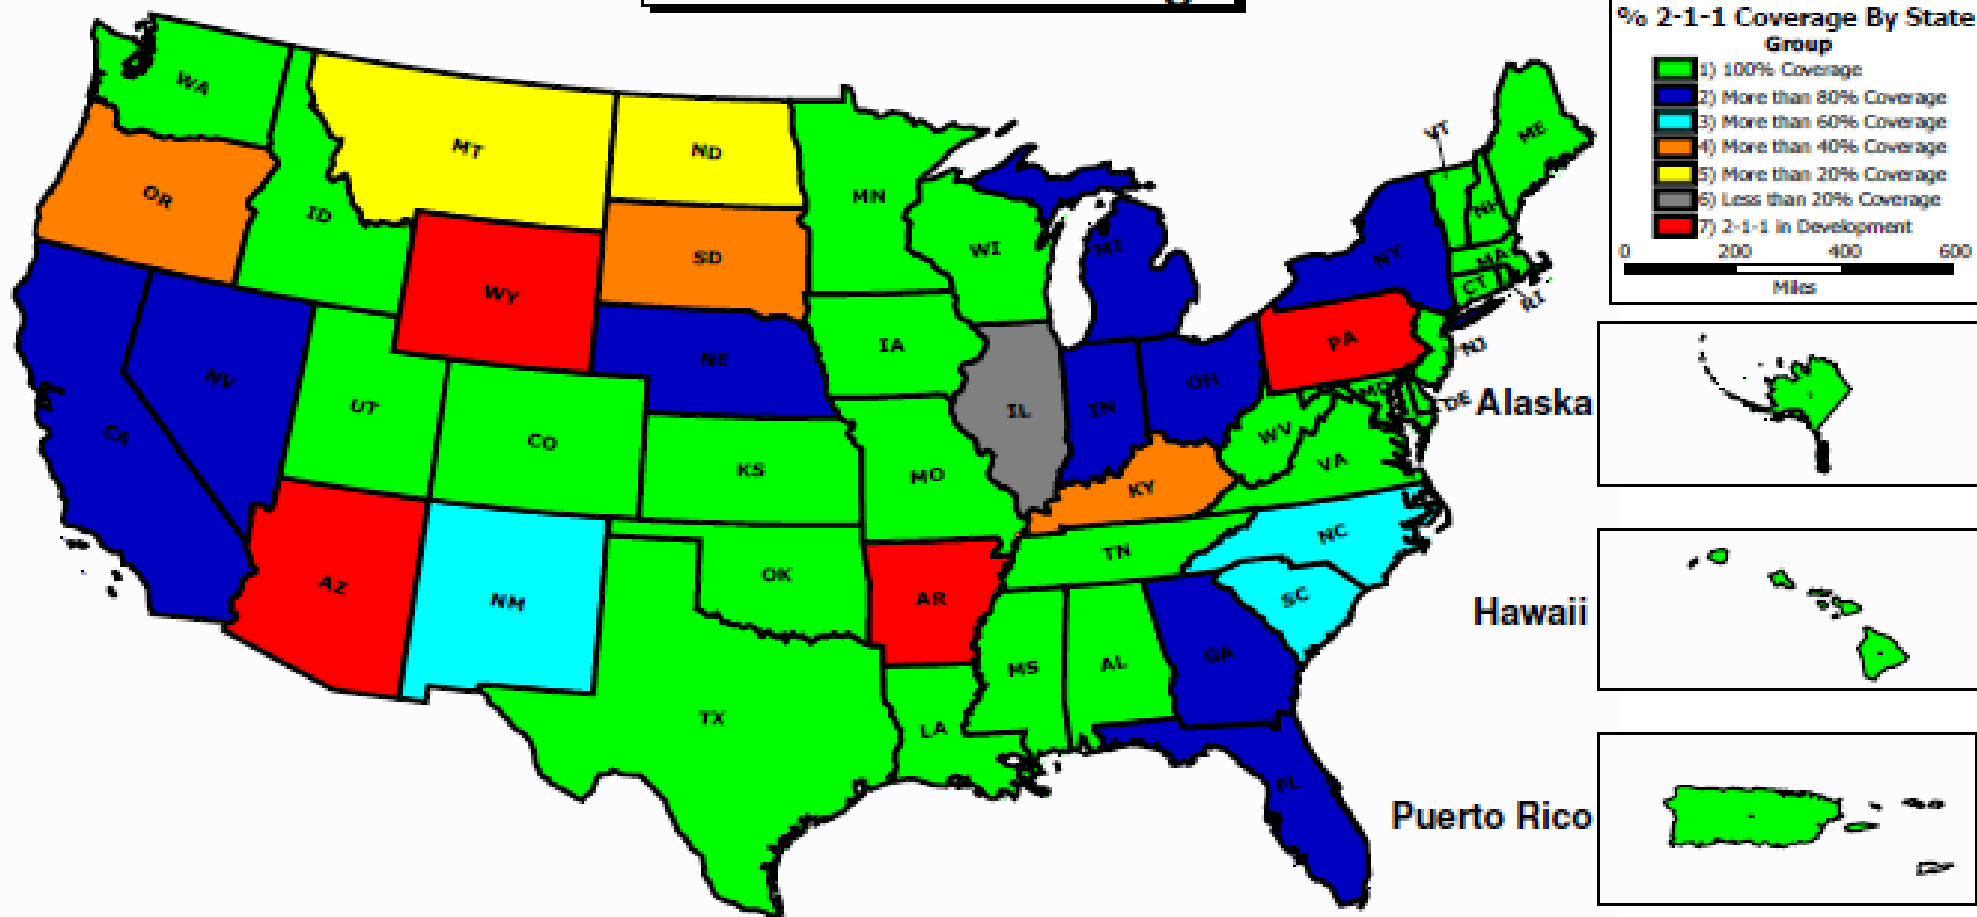 % 2-1-1 Coverage By State
Group
1) 100% Coverage
2) More than 80% Coverage
3) More than 60% Coverage
4) More than 40% Coverage
5) More than 20% Coverage
6) Less than 20% Coverage
7) 2-1-1 in Development
0 200 400 600
Miles
WA
MT
ND
MN
VT
ME
OR
ID
SD
WI
MI
NY
NH
MA
CT
RI
WY
NE
IA
PA
NJ
NV
UT
CO
KS
MO
IL
IN
OH
WV
MD
DE
VA
CA
KY
AZ
NM
OK
AR
TN
NC
SC
TX
LA
MS
AL
GA
FL
Alaska
Hawaii
Puerto Rico